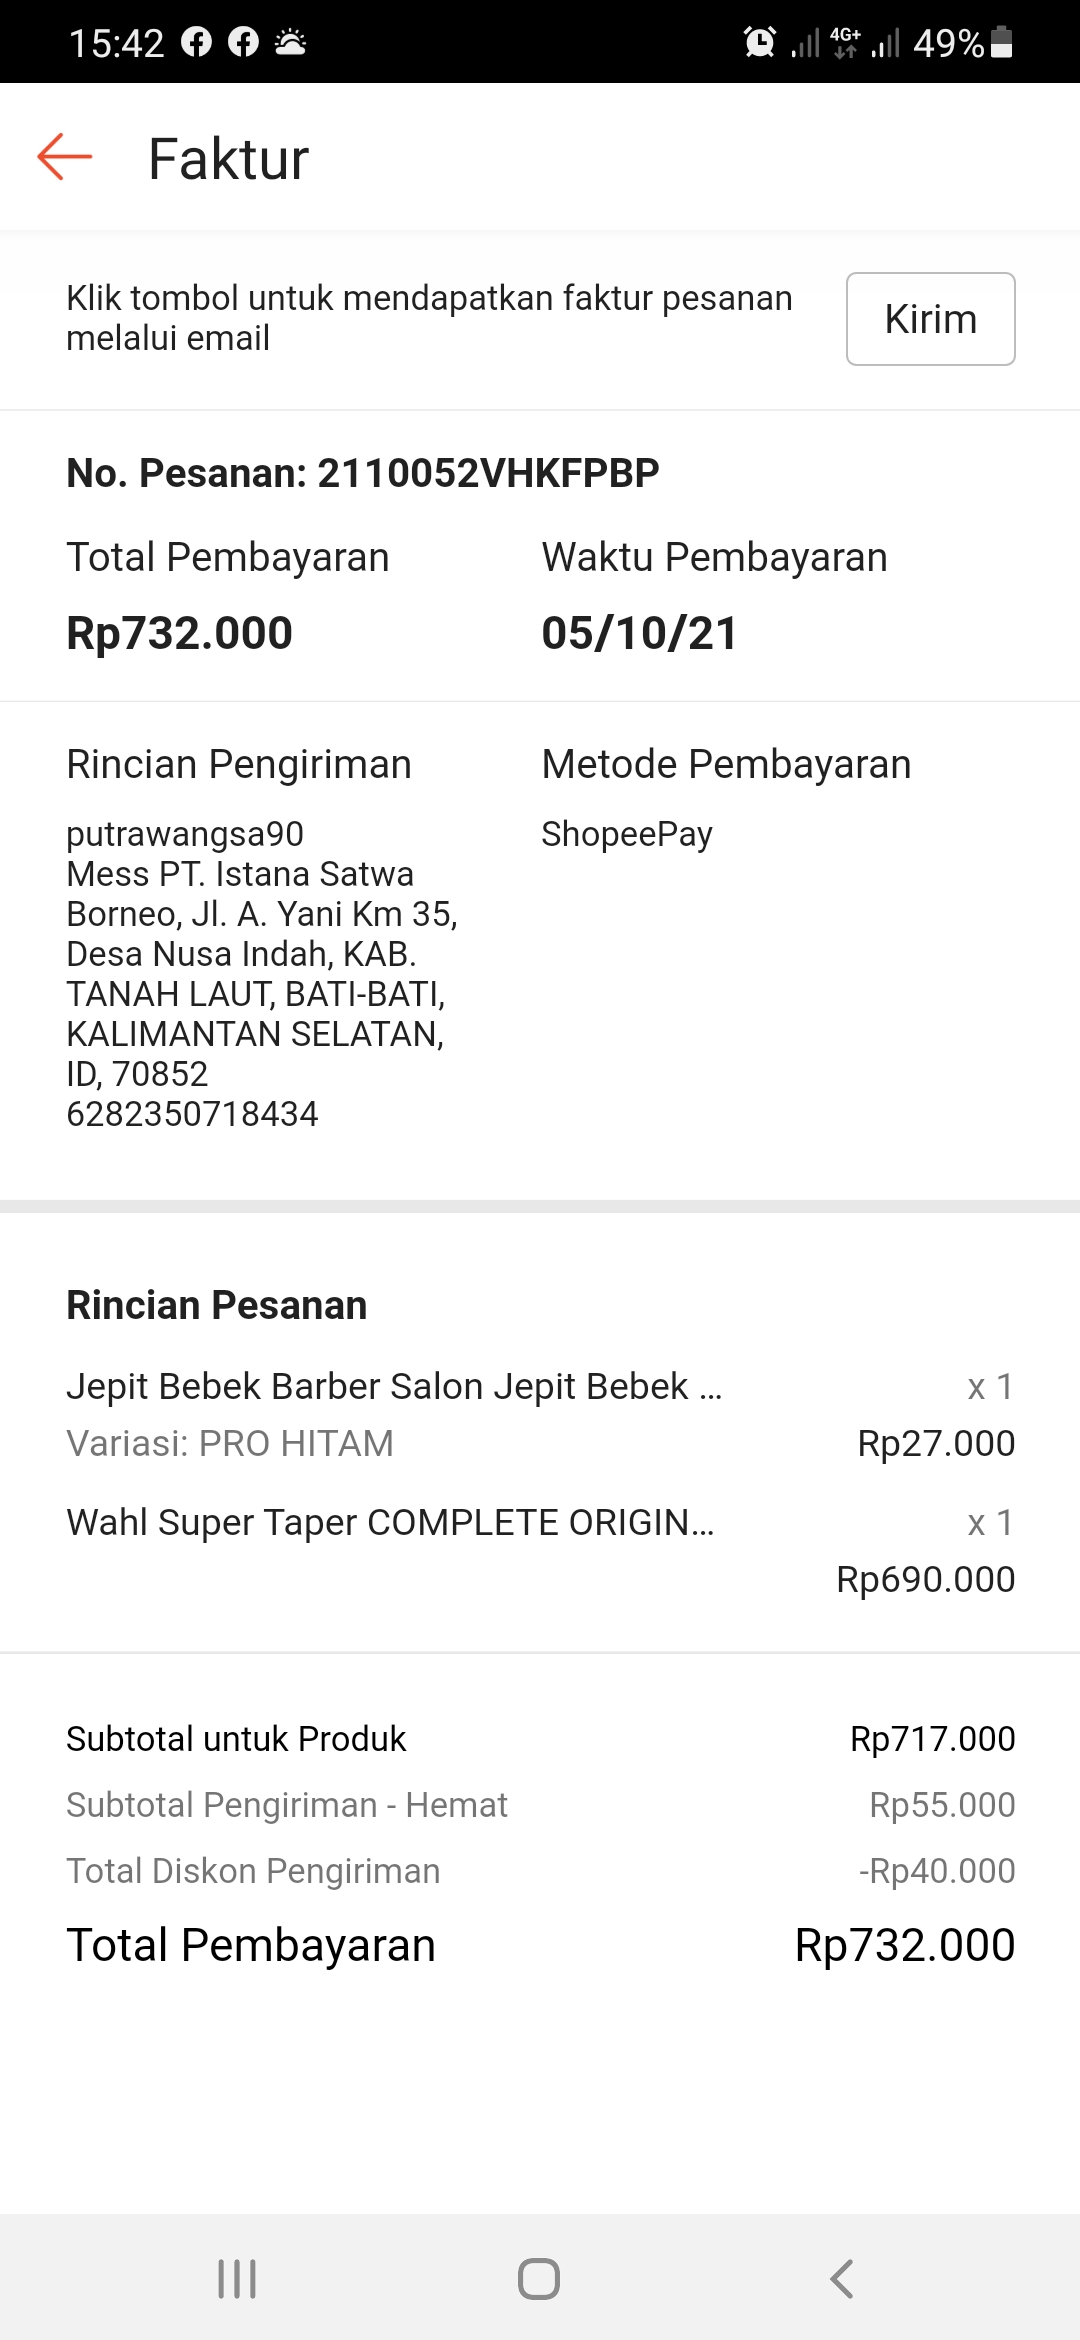 15:42
4G+
49%
Faktur
Klik tombol untuk mendapatkan faktur pesanan
melalui email
Kirim
No. Pesanan: 2110052VHKFPBP
Total Pembayaran
Waktu Pembayaran
Rp732.000
05/10/21
Rincian Pengiriman
Metode Pembayaran
putrawangsa90
ShopeePay
Mess PT. Istana Satwa
Borneo, Jl. A. Yani Km 35,
Desa Nusa Indah, KAB.
TANAH LAUT, BATI-BATI,
KALIMANTAN SELATAN,
ID, 70852
6282350718434
Rincian Pesanan
Jepit Bebek Barber Salon Jepit Bebek ...
x 1
Variasi: PRO HITAM
Rp27.000
Wahl Super Taper COMPLETE ORIGIN...
x 1
Rp690.000
Subtotal untuk Produk
Rp717.000
Subtotal Pengiriman - Hemat
Rp55.000
Total Diskon Pengiriman
-Rp40.000
Total Pembayaran
Rp732.000